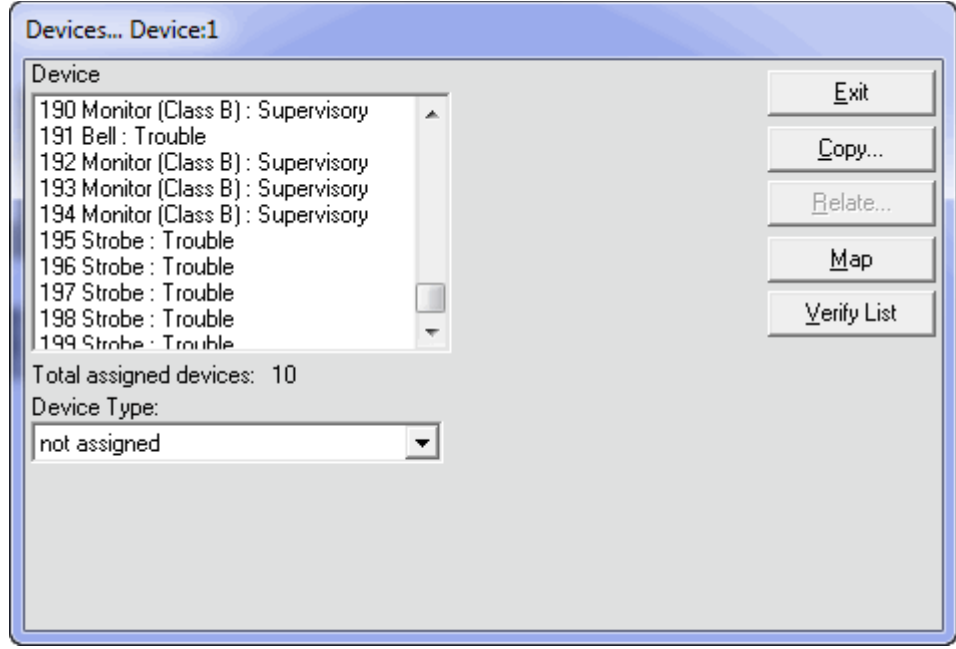 Devices... Device:1
Device
190 Monitor (Class B) : Supervisory
191 Bell : Trouble
192 Monitor (Class B) : Supervisory
193 Monitor (Class B) : Supervisory
194 Monitor (Class B) : Supervisory
195 Strobe : Trouble
196 Strobe : Trouble
197 Strobe : Trouble
198 Strobe : Trouble
199 Strobe : Trouble
Total assigned devices: 10
Device Type:
not assigned
Exit
Copy...
Relate...
Map
Verify List